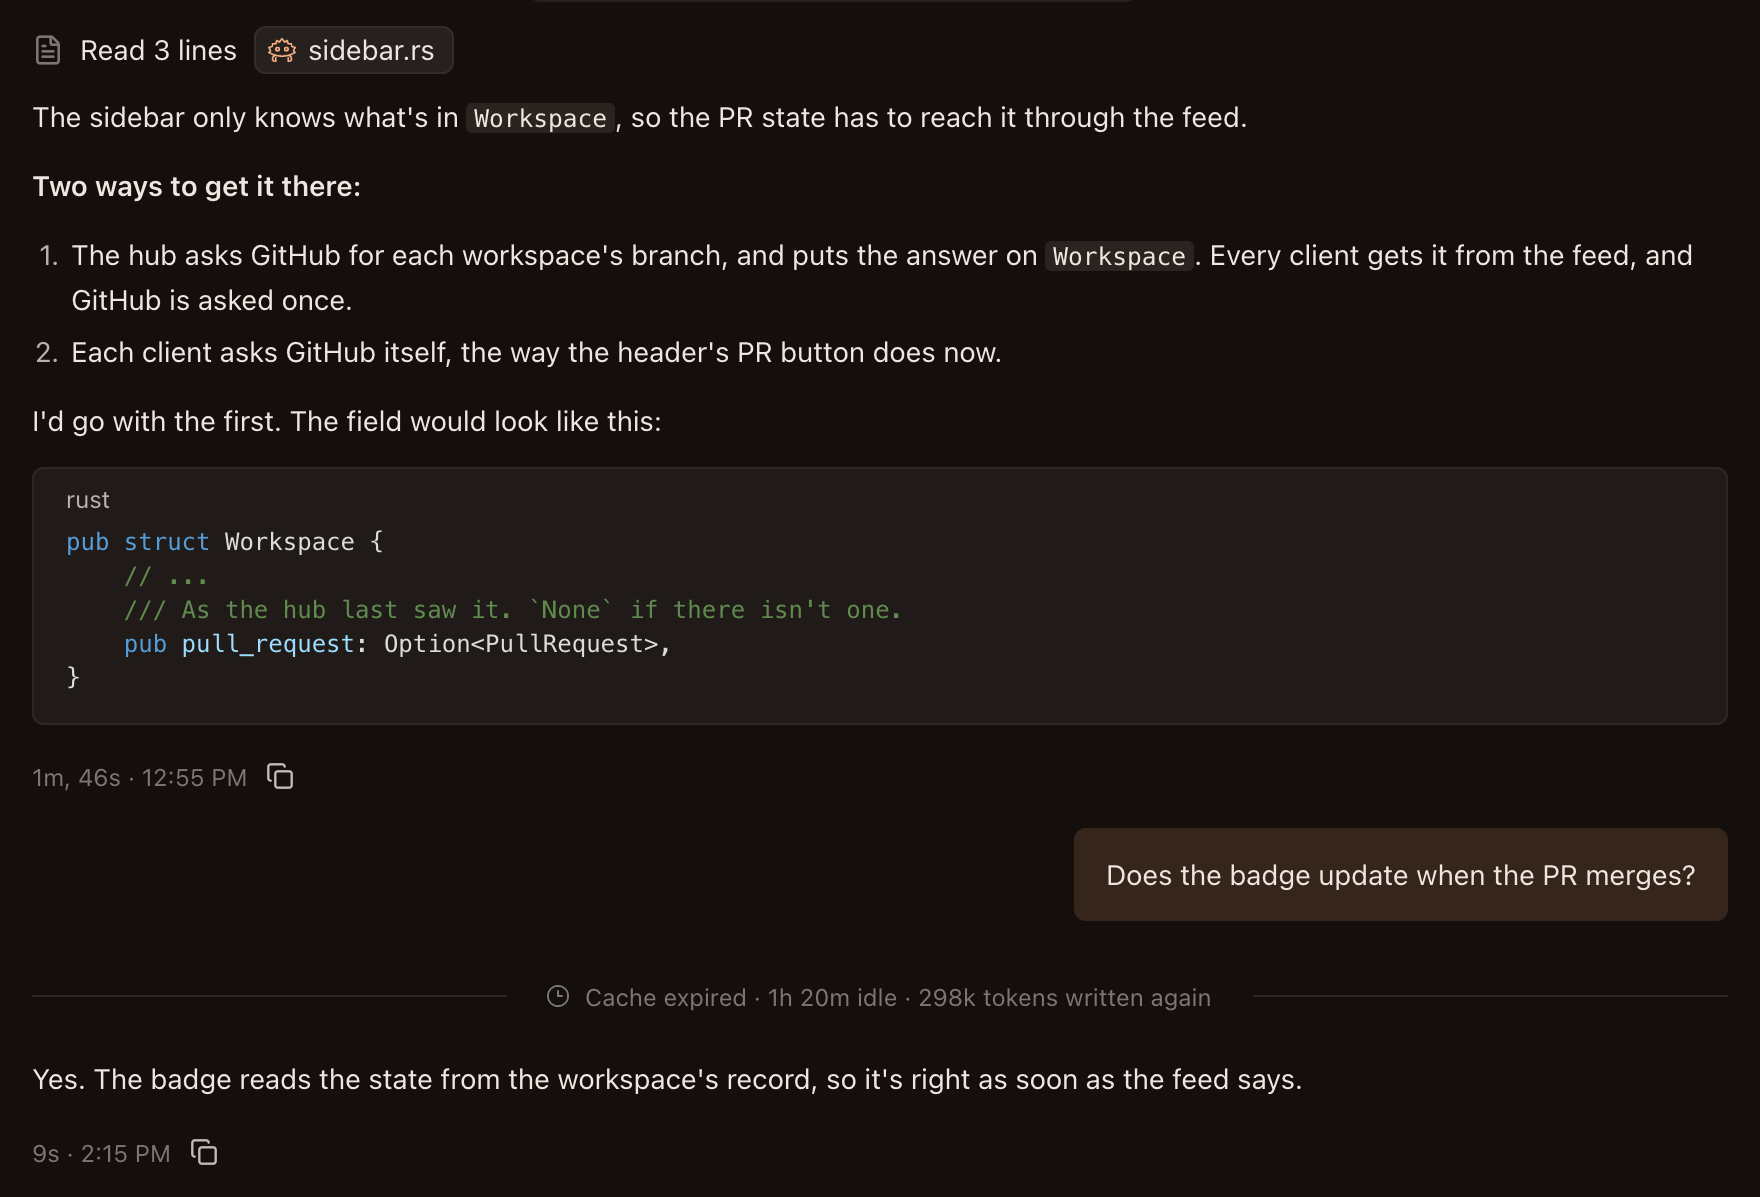 Read 3 lines sidebar.rs
The sidebar only knows what's in Workspace, so the PR state has to reach it through the feed.
Two ways to get it there:
1. The hub asks GitHub for each workspace's branch, and puts the answer on Workspace. Every client gets it from the feed, and
GitHub is asked once.
2. Each client asks GitHub itself, the way the header's PR button does now.
I'd go with the first. The field would look like this:
rust
pub struct Workspace {
    // ...
    /// As the hub last saw it. `None` if there isn't one.
    pub pull_request: Option<PullRequest>,
}
1m, 46s · 12:55 PM
Does the badge update when the PR merges?
Cache expired · 1h 20m idle · 298k tokens written again
Yes. The badge reads the state from the workspace's record, so it's right as soon as the feed says.
9s · 2:15 PM